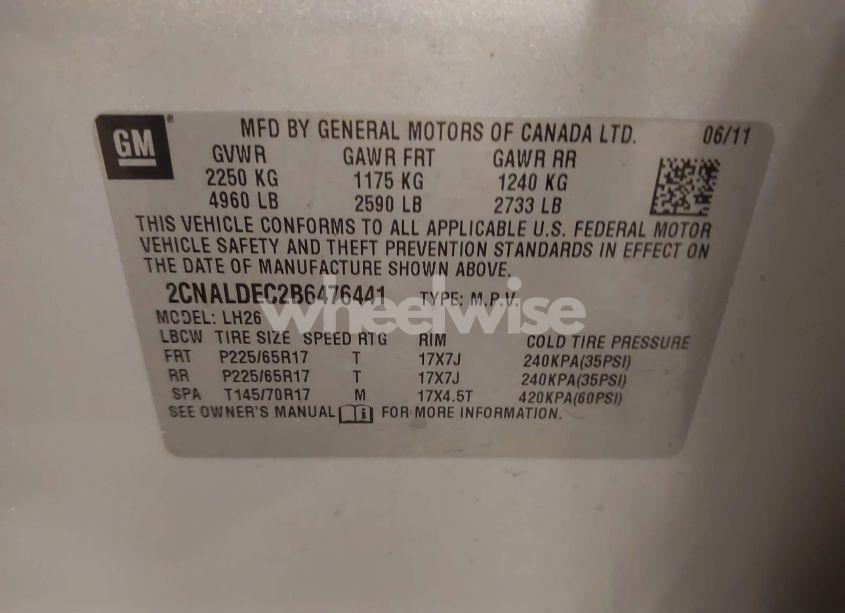 GM® MFD BY GENERAL MOTORS OF CANADA LTD. 06/11
GVWR GAWR FRT GAWR RR
2250 KG 1175 KG 1240 KG
4960 LB 2590 LB 2733 LB
THIS VEHICLE CONFORMS TO ALL APPLICABLE U.S. FEDERAL MOTOR
VEHICLE SAFETY AND THEFT PREVENTION STANDARDS IN EFFECT ON
THE DATE OF MANUFACTURE SHOWN ABOVE.
2CNALDEC2B6476441 TYPE: M.P.V.
wheelwise
MODEL: LH26
LBCW TIRE SIZE SPEED RTG RIM COLD TIRE PRESSURE
FRT P225/65R17 T 17X7J 240KPA(35PSI)
RR P225/65R17 T 17X7J 240KPA(35PSI)
SPA T145/70R17 M 17X4.5T 420KPA(60PSI)
SEE OWNER'S MANUAL i FOR MORE INFORMATION.